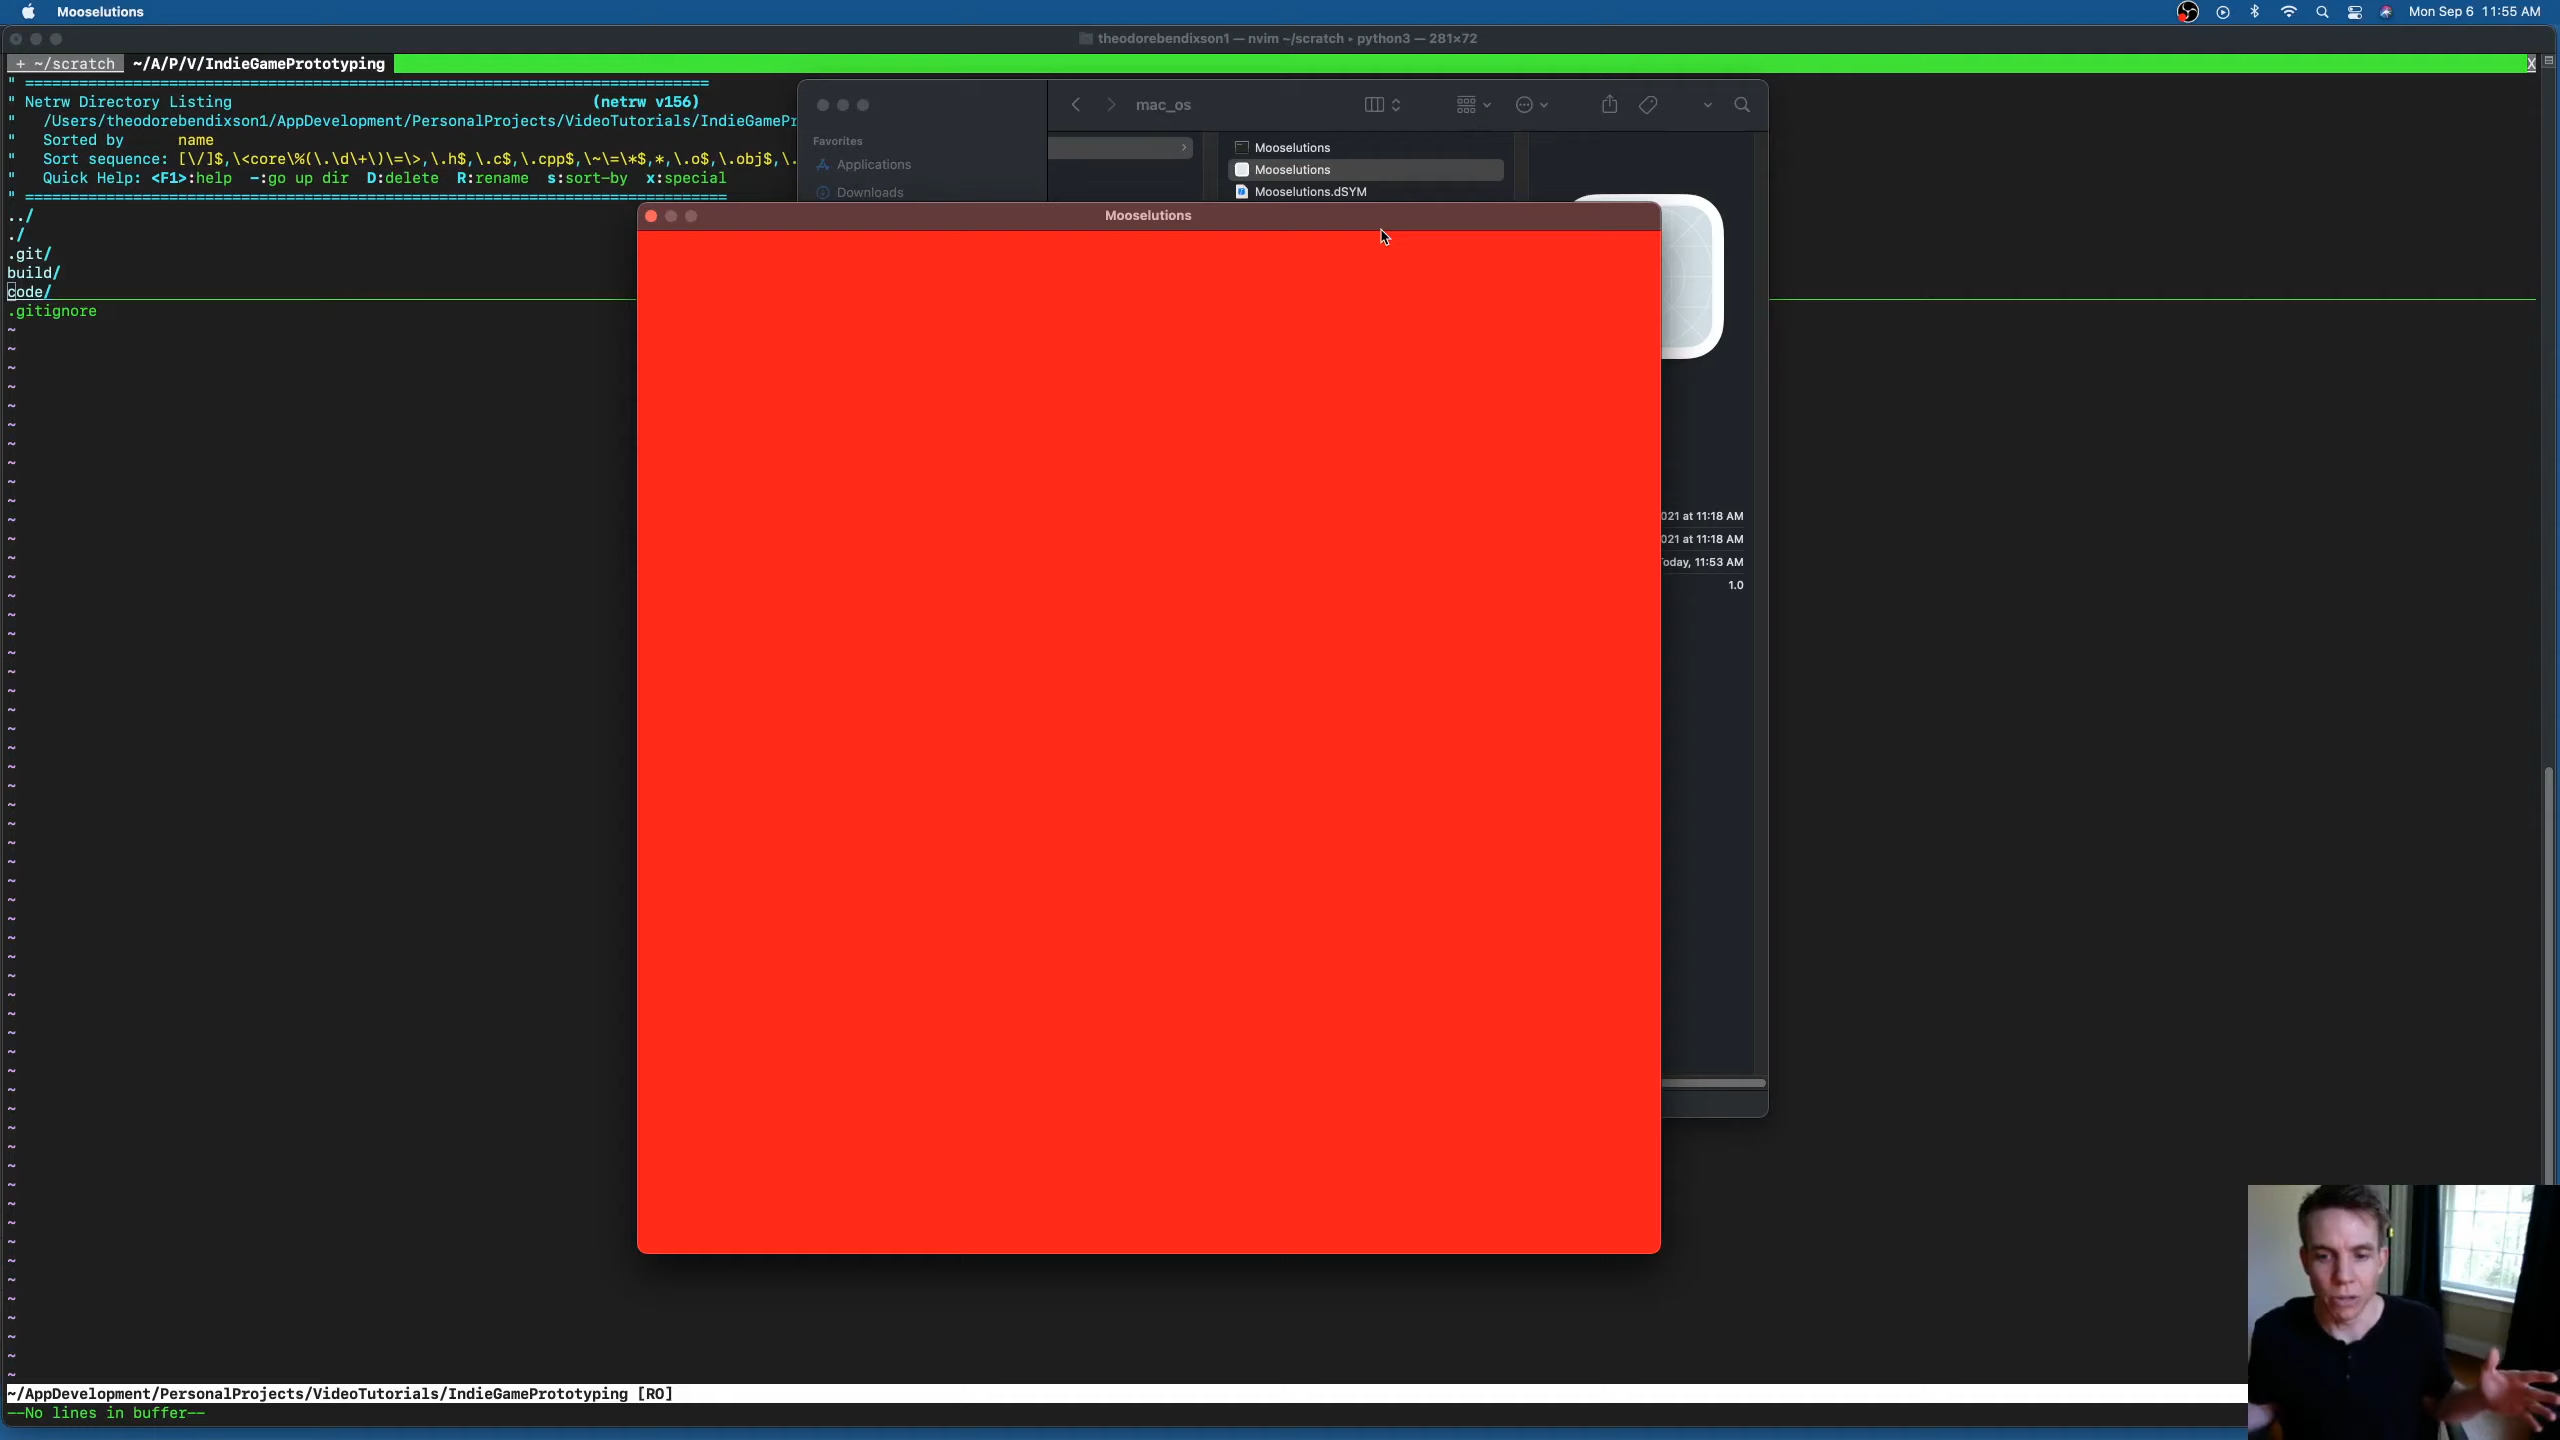 Mooselutions
Mon Sep 6 11:55 AM
theodorebendixson1 — nvim ~/scratch ▸ python3 — 281×72
+ ~/scratch ~/A/P/V/IndieGamePrototyping X
" ============================================================================
" Netrw Directory Listing (netrw v156)
" /Users/theodorebendixson1/AppDevelopment/PersonalProjects/VideoTutorials/IndieGamePr
" Sorted by name
" Sort sequence: [\/]$,\<core\%(\.\d\+\)\=\>,\.h$,\.c$,\.cpp$,\~\=\*$,*,\.o$,\.obj$,\.
" Quick Help: <F1>:help -:go up dir D:delete R:rename s:sort-by x:special
" ==============================================================================
../
./
.git/
build/
code/
.gitignore
mac_os
Favorites
Applications
Downloads
Mooselutions
Mooselutions
Mooselutions.dSYM
021 at 11:18 AM
021 at 11:18 AM
oday, 11:53 AM
1.0
Mooselutions
~/AppDevelopment/PersonalProjects/VideoTutorials/IndieGamePrototyping [RO]
--No lines in buffer--